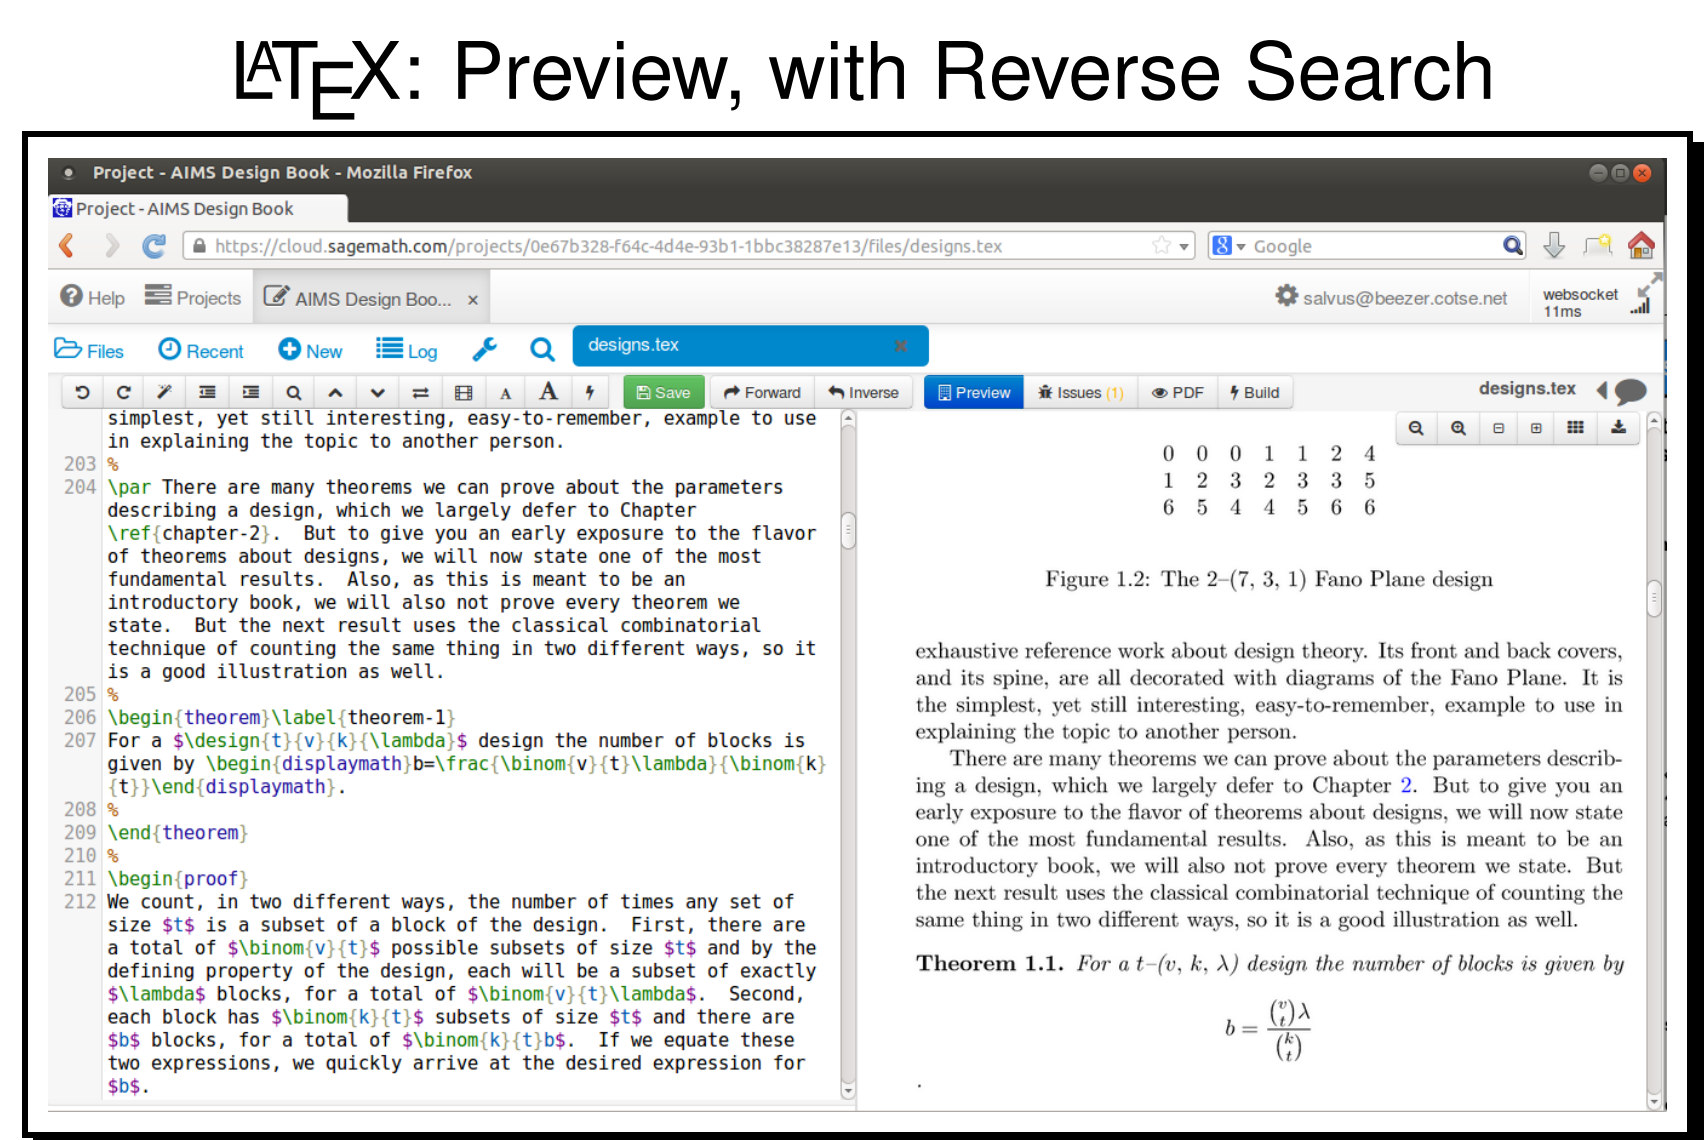 LATEX: Preview, with Reverse Search
Project - AIMS Design Book - Mozilla Firefox
Project - AIMS Design Book
https://cloud.sagemath.com/projects/0e67b328-f64c-4d4e-93b1-1bbc38287e13/files/designs.tex
Google
Help Projects AIMS Design Boo... × salvus@beezer.cotse.net websocket
11ms
Files Recent New Log designs.tex
Save Forward Inverse Preview Issues (1) PDF Build designs.tex
simplest, yet still interesting, easy-to-remember, example to use
in explaining the topic to another person.
203 %
204 \par There are many theorems we can prove about the parameters
describing a design, which we largely defer to Chapter
\ref{chapter-2}.  But to give you an early exposure to the flavor
of theorems about designs, we will now state one of the most
fundamental results.  Also, as this is meant to be an
introductory book, we will also not prove every theorem we
state.  But the next result uses the classical combinatorial
technique of counting the same thing in two different ways, so it
is a good illustration as well.
205 %
206 \begin{theorem}\label{theorem-1}
207 For a $\design{t}{v}{k}{\lambda}$ design the number of blocks is
given by \begin{displaymath}b=\frac{\binom{v}{t}\lambda}{\binom{k}
{t}}\end{displaymath}.
208 %
209 \end{theorem}
210 %
211 \begin{proof}
212 We count, in two different ways, the number of times any set of
size $t$ is a subset of a block of the design.  First, there are
a total of $\binom{v}{t}$ possible subsets of size $t$ and by the
defining property of the design, each will be a subset of exactly
$\lambda$ blocks, for a total of $\binom{v}{t}\lambda$.  Second,
each block has $\binom{k}{t}$ subsets of size $t$ and there are
$b$ blocks, for a total of $\binom{k}{t}b$.  If we equate these
two expressions, we quickly arrive at the desired expression for
$b$.
0 0 0 1 1 2 4
1 2 3 2 3 3 5
6 5 4 4 5 6 6
Figure 1.2: The 2–(7, 3, 1) Fano Plane design
exhaustive reference work about design theory. Its front and back covers,
and its spine, are all decorated with diagrams of the Fano Plane. It is
the simplest, yet still interesting, easy-to-remember, example to use in
explaining the topic to another person.
There are many theorems we can prove about the parameters describ-
ing a design, which we largely defer to Chapter 2. But to give you an
early exposure to the flavor of theorems about designs, we will now state
one of the most fundamental results. Also, as this is meant to be an
introductory book, we will also not prove every theorem we state. But
the next result uses the classical combinatorial technique of counting the
same thing in two different ways, so it is a good illustration as well.
Theorem 1.1. For a t–(v, k, λ) design the number of blocks is given by
b = (v t)λ / (k t)
.